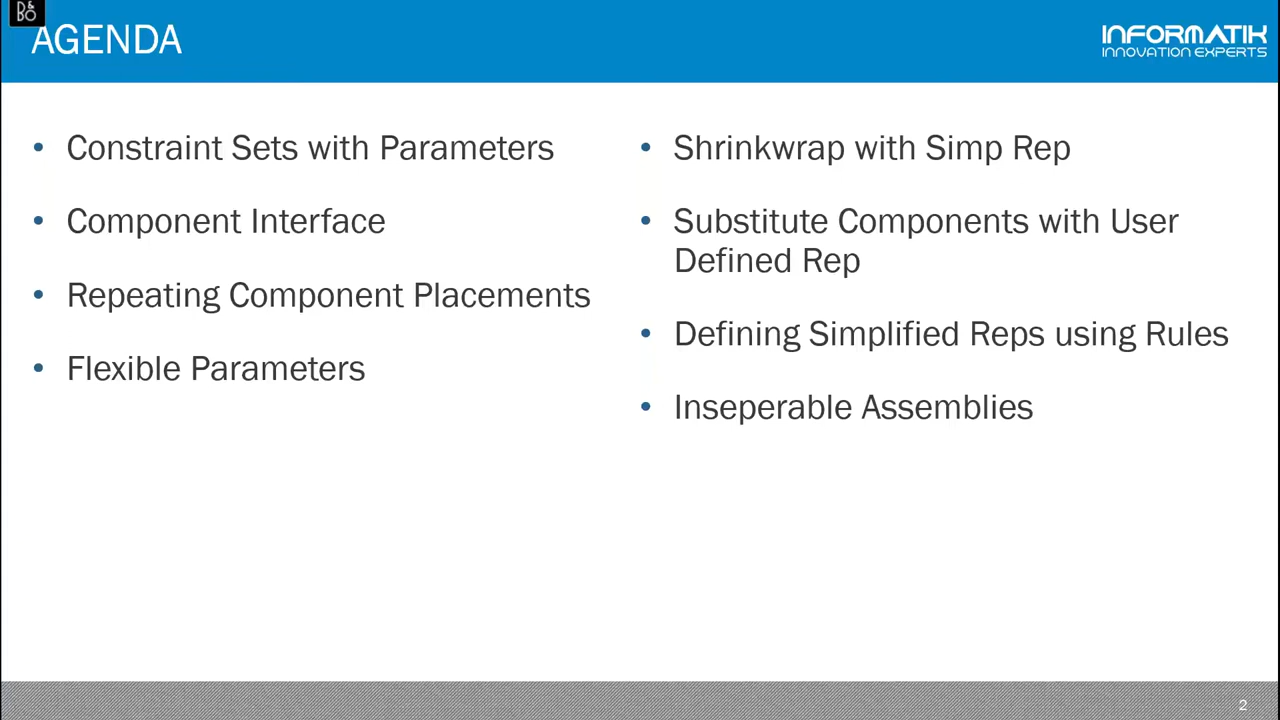 B&O
AGENDA
INFORMATIK
INNOVATION EXPERTS
• Constraint Sets with Parameters
• Component Interface
• Repeating Component Placements
• Flexible Parameters
• Shrinkwrap with Simp Rep
• Substitute Components with User
Defined Rep
• Defining Simplified Reps using Rules
• Inseperable Assemblies
2